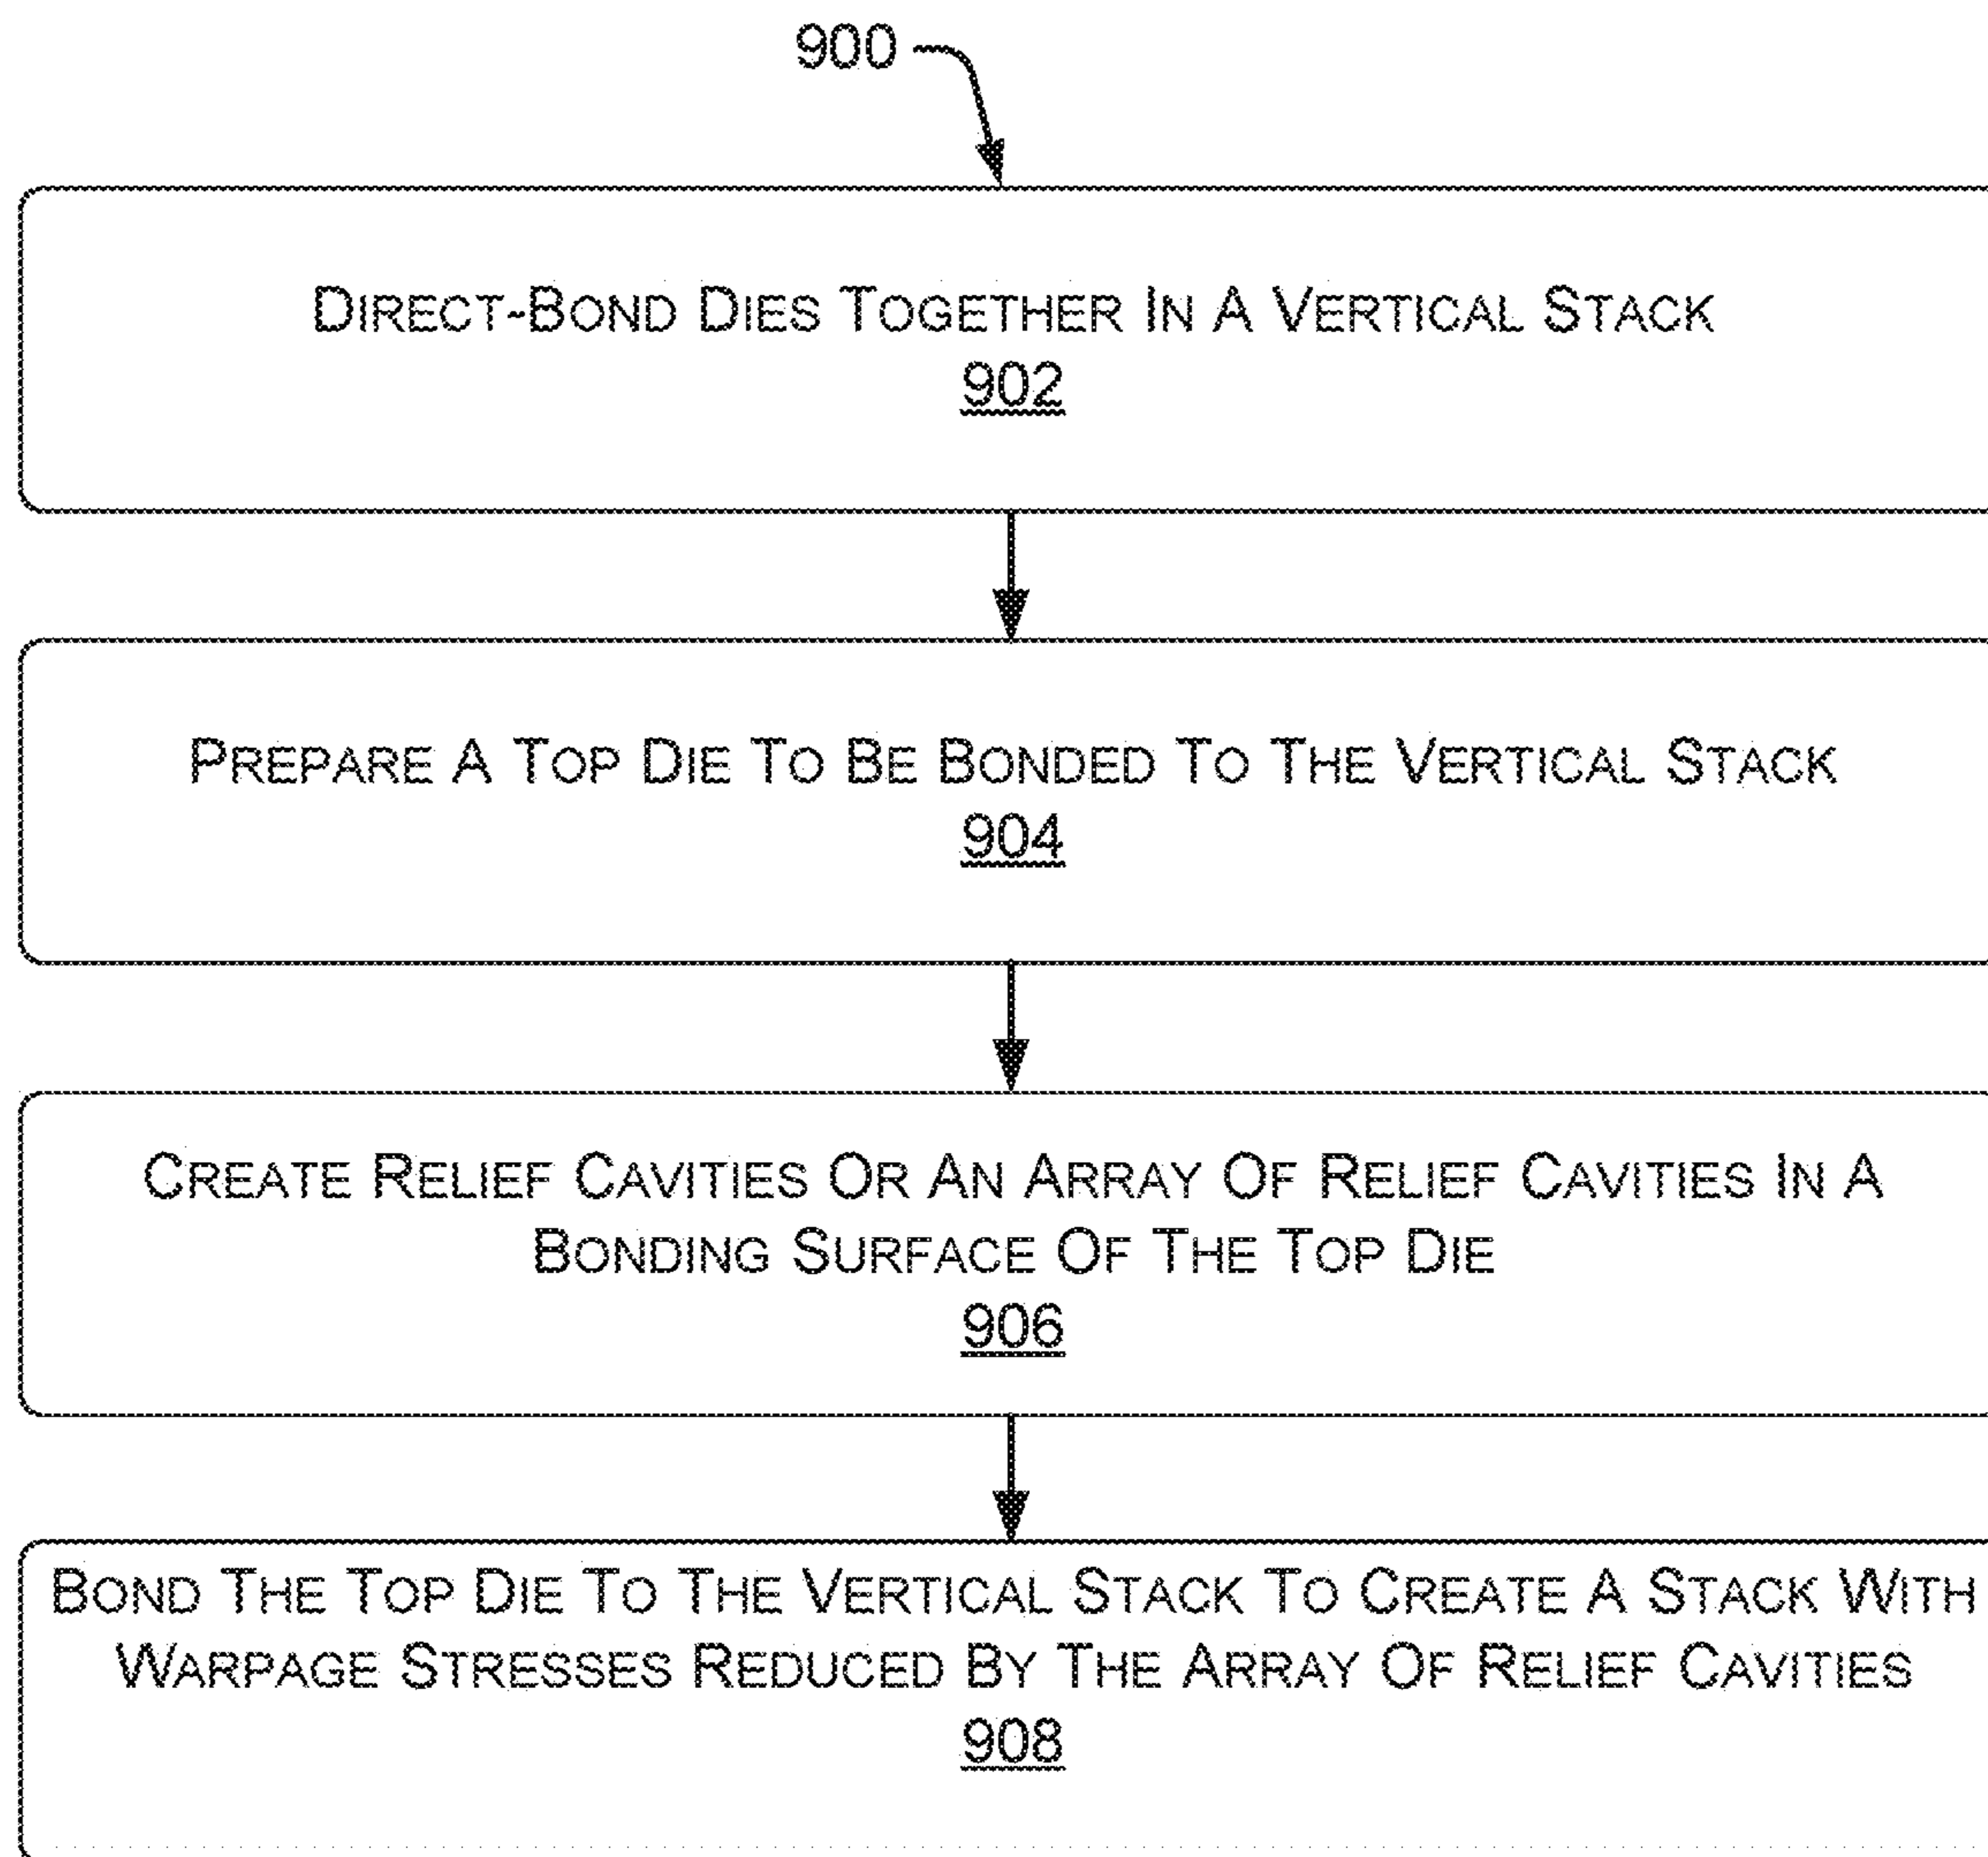 900
Direct-Bond Dies Together In A Vertical Stack
902
Prepare A Top Die To Be Bonded To The Vertical Stack
904
Create Relief Cavities Or An Array Of Relief Cavities In A
Bonding Surface Of The Top Die
906
Bond The Top Die To The Vertical Stack To Create A Stack With
Warpage Stresses Reduced By The Array Of Relief Cavities
908